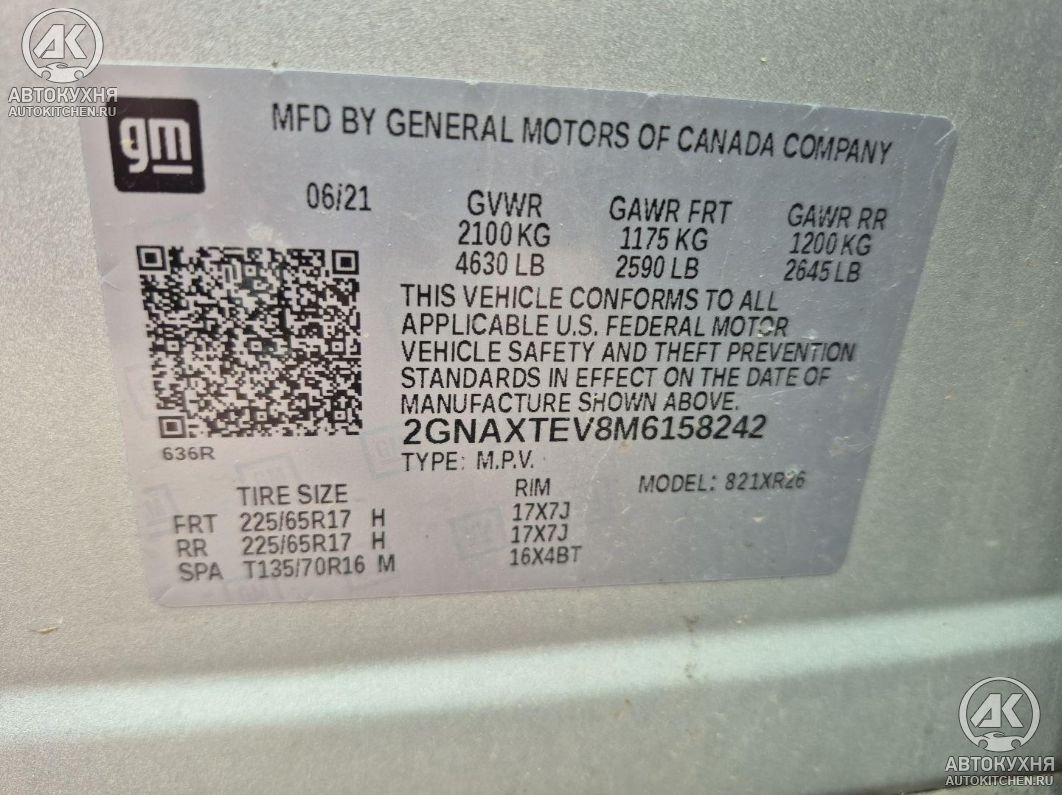 AK
АВТОКУХНЯ
AUTOKITCHEN.RU
gm
MFD BY GENERAL MOTORS OF CANADA COMPANY
06/21 GVWR GAWR FRT GAWR RR
2100 KG 1175 KG 1200 KG
4630 LB 2590 LB 2645 LB
THIS VEHICLE CONFORMS TO ALL
APPLICABLE U.S. FEDERAL MOTOR
VEHICLE SAFETY AND THEFT PREVENTION
STANDARDS IN EFFECT ON THE DATE OF
MANUFACTURE SHOWN ABOVE.
2GNAXTEV8M6158242
636R
TYPE: M.P.V.
TIRE SIZE RIM MODEL: 821XR26
FRT 225/65R17 H 17X7J
RR 225/65R17 H 17X7J
SPA T135/70R16 M 16X4BT
AK
АВТОКУХНЯ
AUTOKITCHEN.RU